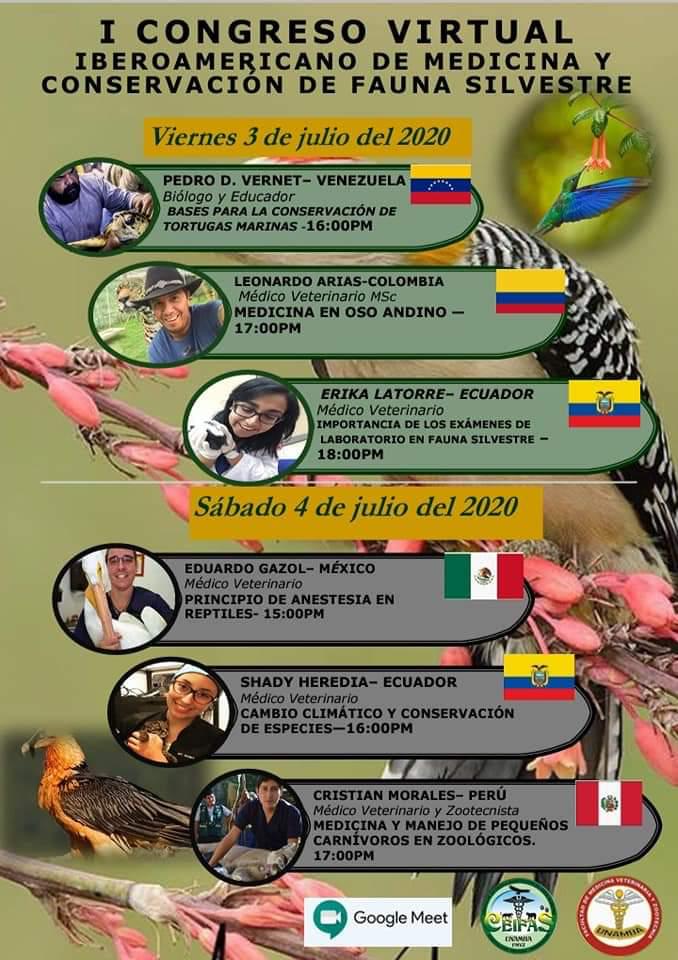 I CONGRESO VIRTUAL
IBEROAMERICANO DE MEDICINA Y
CONSERVACIÓN DE FAUNA SILVESTRE
Viernes 3 de julio del 2020
PEDRO D. VERNET– VENEZUELA
Biólogo y Educador
BASES PARA LA CONSERVACIÓN DE
TORTUGAS MARINAS -16:00PM
LEONARDO ARIAS-COLOMBIA
Médico Veterinario MSc
MEDICINA EN OSO ANDINO —
17:00PM
ERIKA LATORRE– ECUADOR
Médico Veterinario
IMPORTANCIA DE LOS EXÁMENES DE
LABORATORIO EN FAUNA SILVESTRE –
18:00PM
Sábado 4 de julio del 2020
EDUARDO GAZOL– MÉXICO
Médico Veterinario
PRINCIPIO DE ANESTESIA EN
REPTILES- 15:00PM
SHADY HEREDIA– ECUADOR
Médico Veterinario
CAMBIO CLIMÁTICO Y CONSERVACIÓN
DE ESPECIES—16:00PM
CRISTIAN MORALES– PERÚ
Médico Veterinario y Zootecnista
MEDICINA Y MANEJO DE PEQUEÑOS
CARNÍVOROS EN ZOOLÓGICOS.
17:00PM
Google Meet
CEIFAS
UNAMBA
FMVZ
FACULTAD DE MEDICINA VETERINARIA Y ZOOTECNIA
UNAMBA